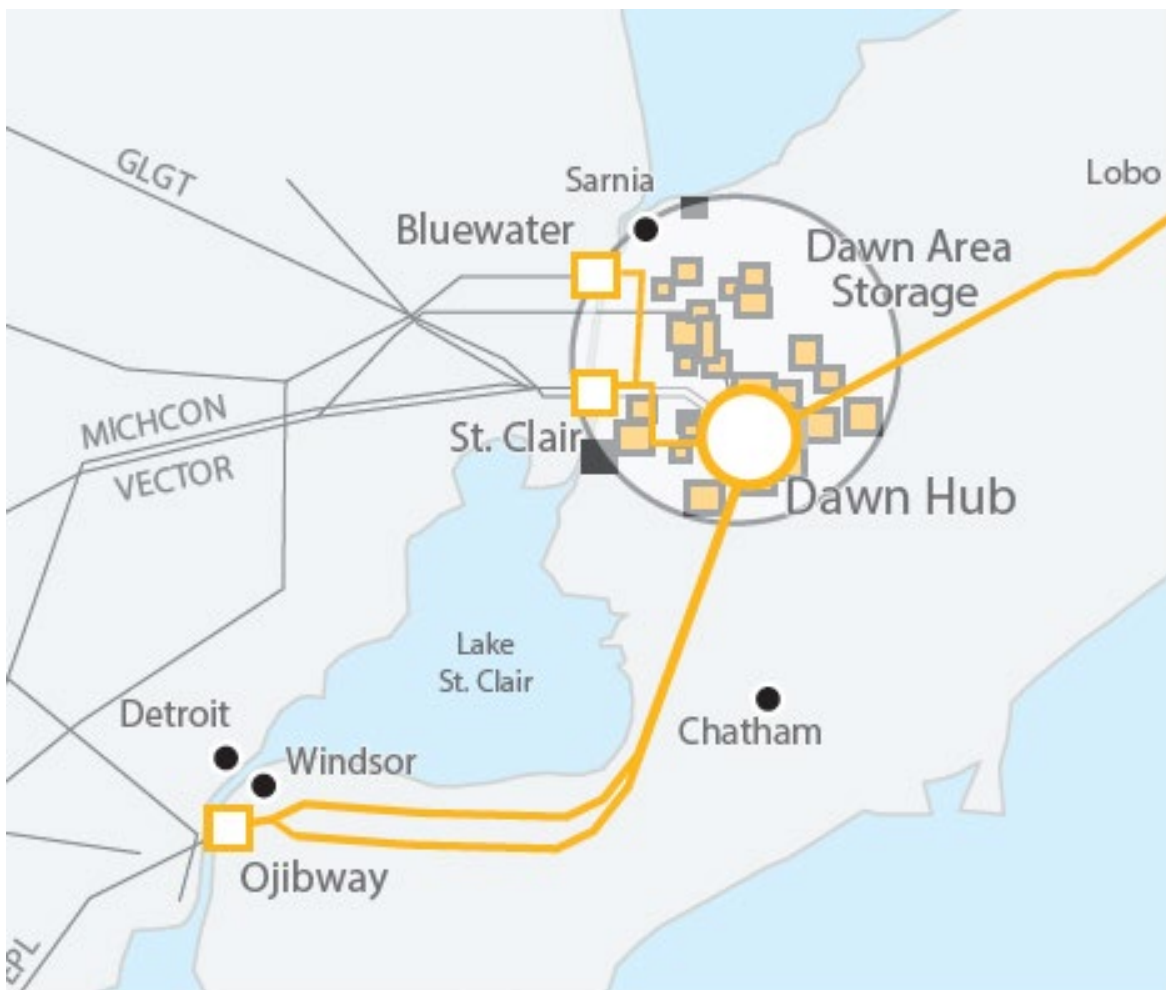 GLGT
Sarnia
Lobo
Bluewater
Dawn Area
Storage
MICHCON
St. Clair
VECTOR
Dawn Hub
Lake
St. Clair
Detroit
Chatham
Windsor
Ojibway
EPL